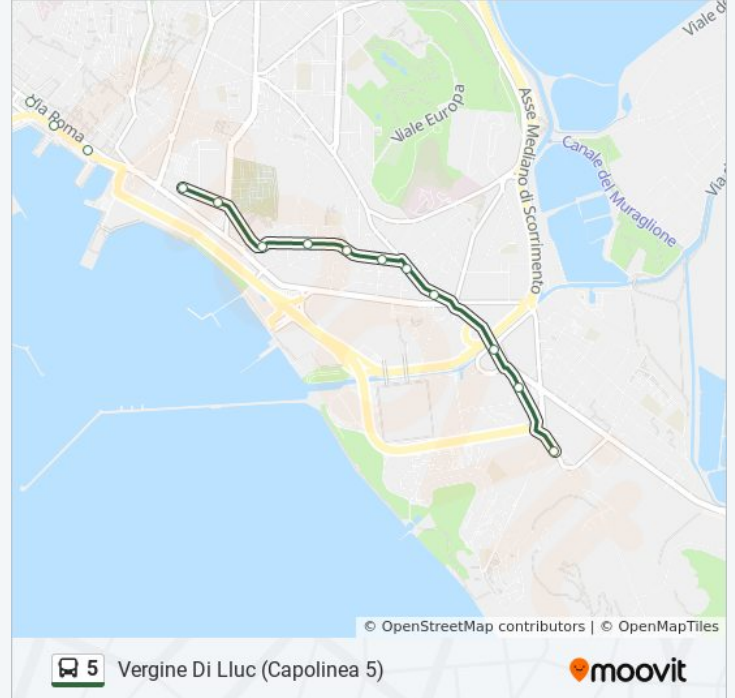 Viale d
Via Roma
Viale Europa
Asse Mediano di Scorrimento
Canale del Muraglione
Via d
© OpenStreetMap contributors | © OpenMapTiles
5 Vergine Di Lluc (Capolinea 5) moovit